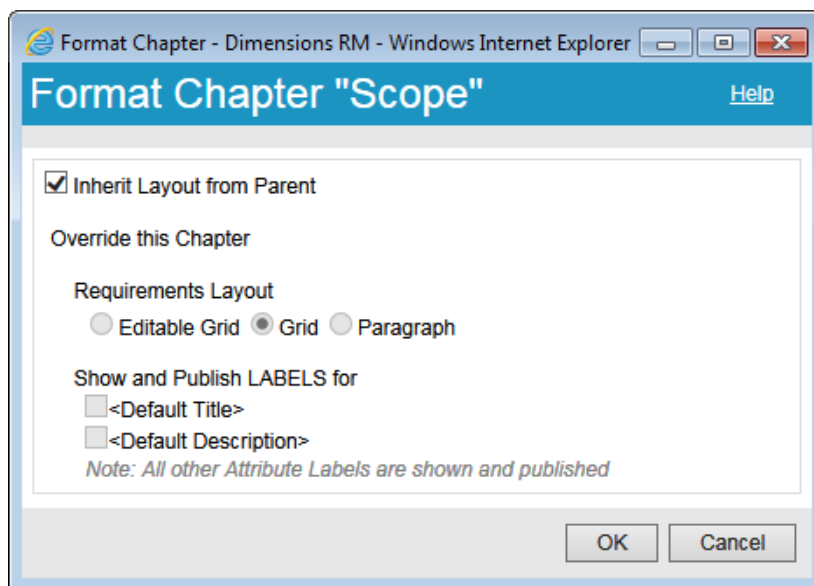 Format Chapter - Dimensions RM - Windows Internet Explorer
Format Chapter "Scope" Help
Inherit Layout from Parent
Override this Chapter
Requirements Layout
Editable Grid Grid Paragraph
Show and Publish LABELS for
<Default Title>
<Default Description>
Note: All other Attribute Labels are shown and published
OK Cancel